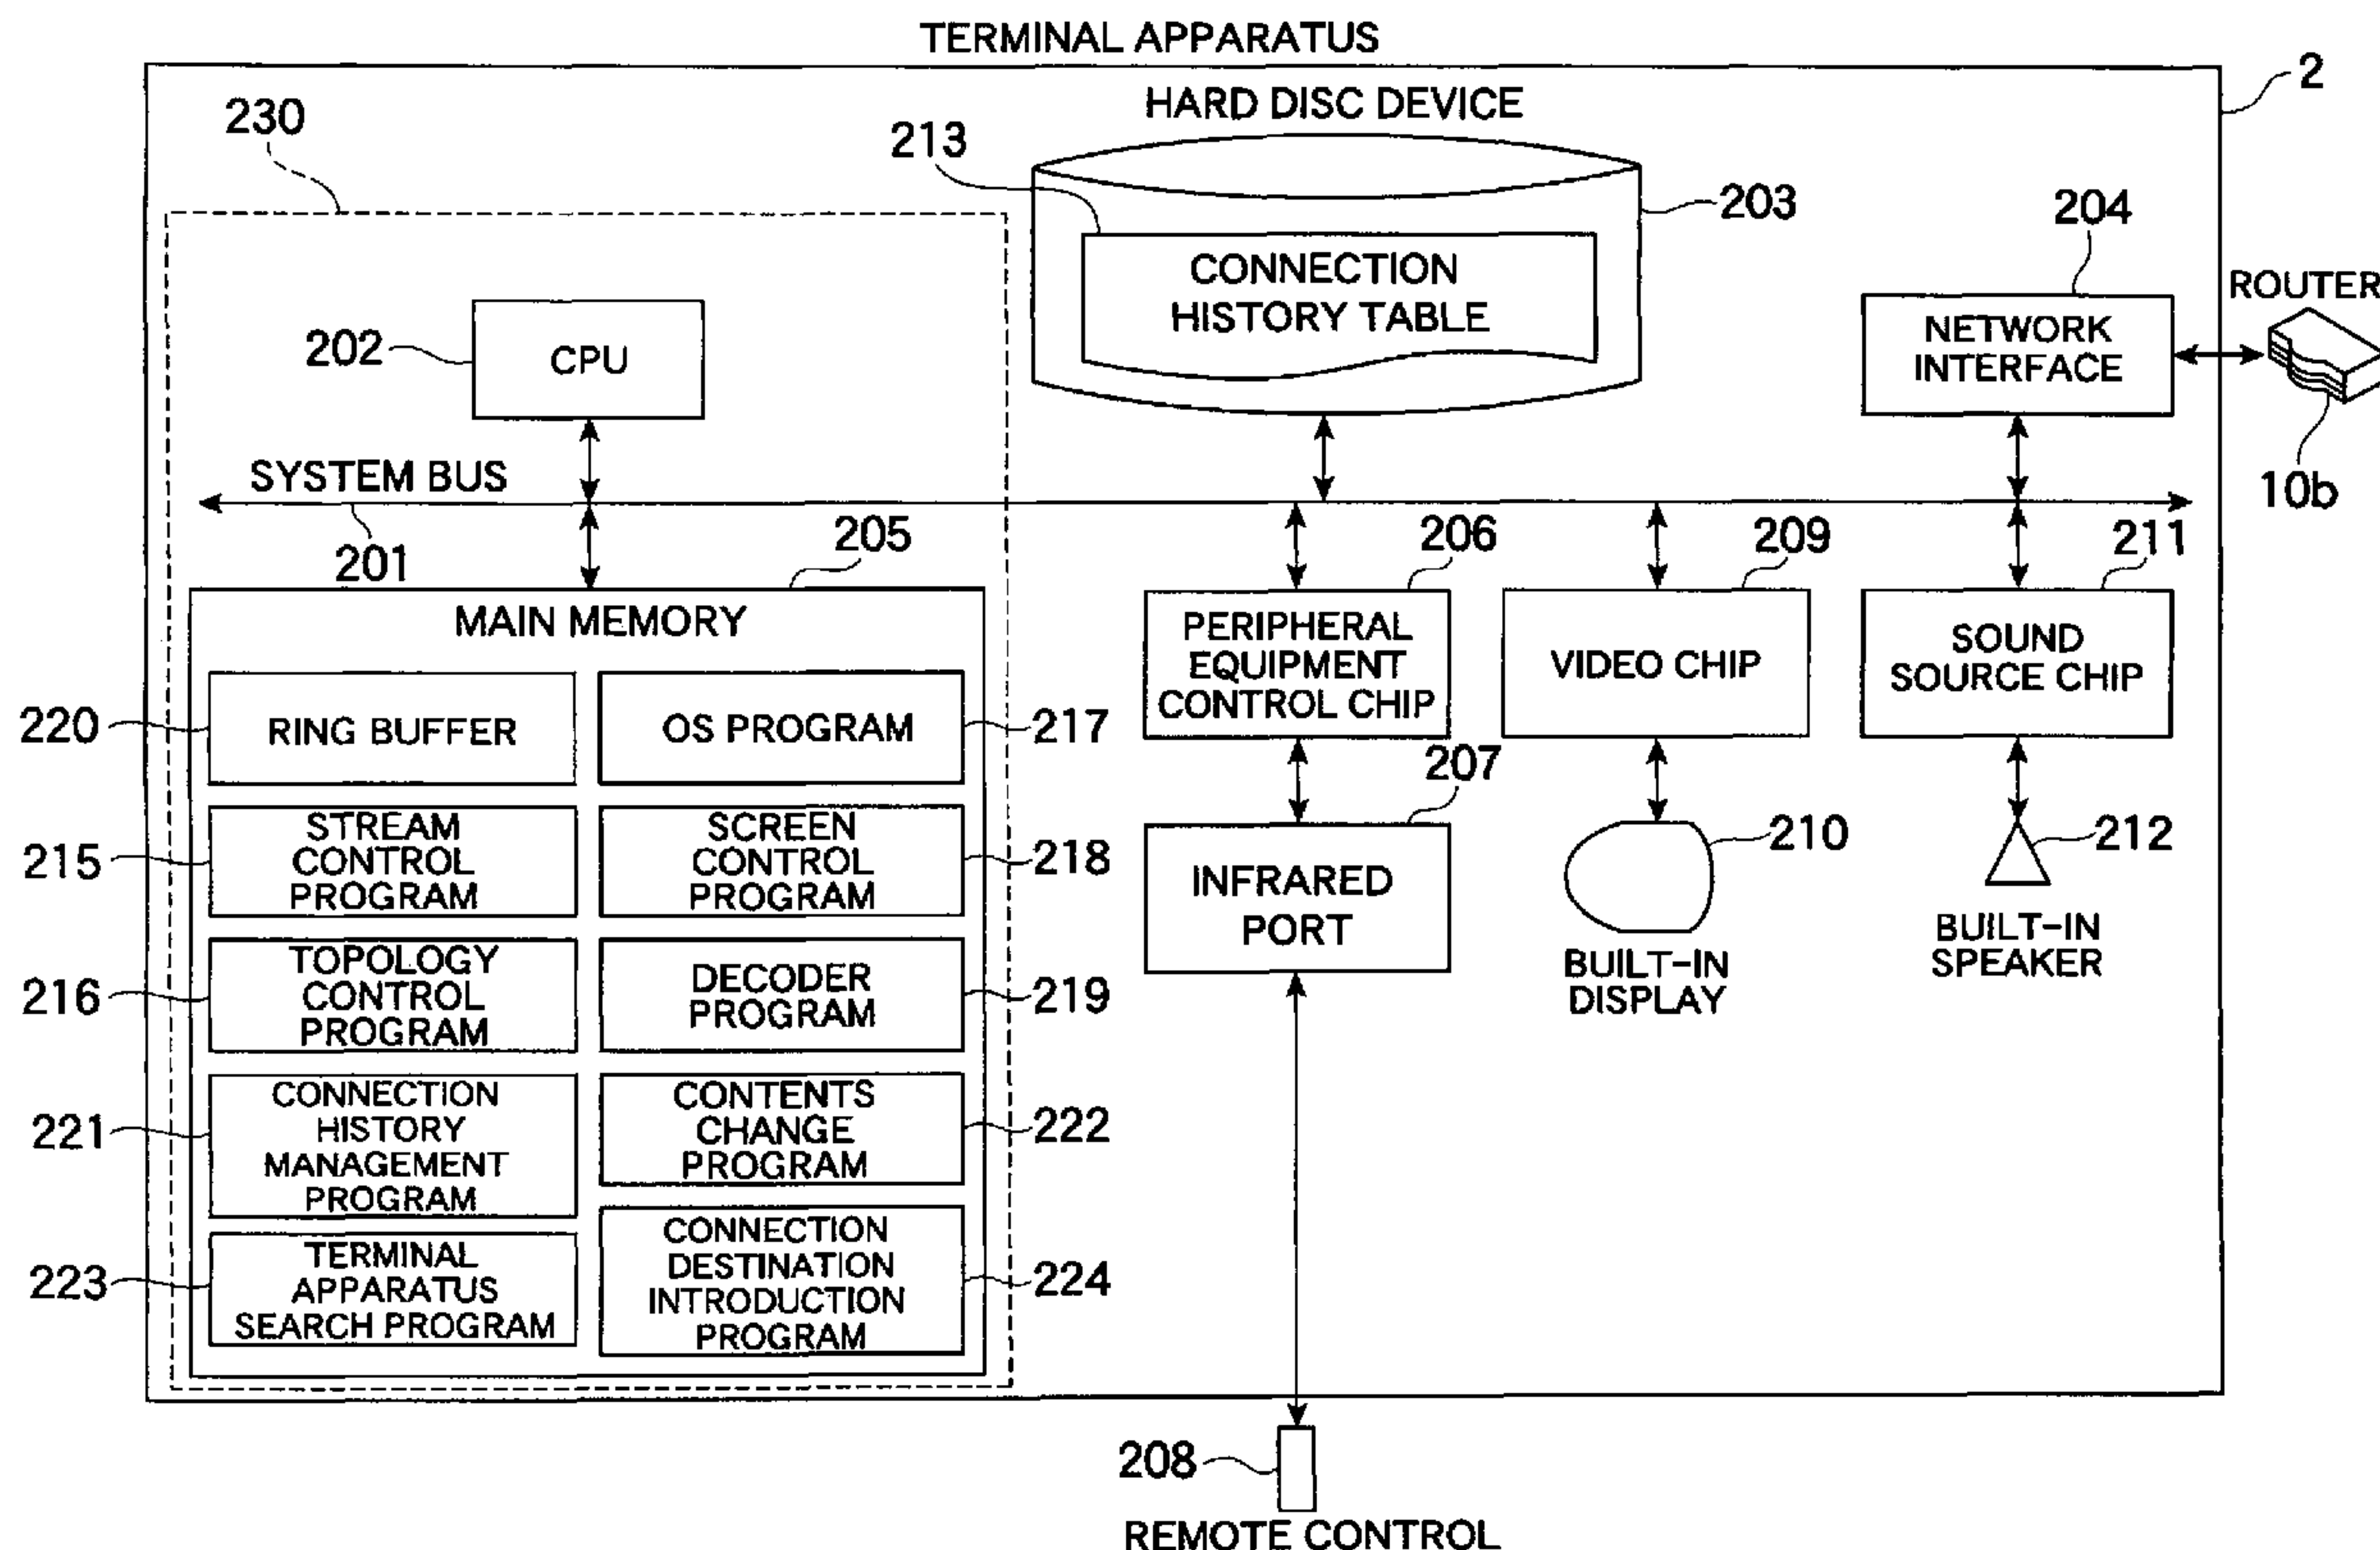 TERMINAL APPARATUS
2
HARD DISC DEVICE
230
213
203
204
CONNECTION
HISTORY TABLE
ROUTER
202
CPU
NETWORK
INTERFACE
10b
SYSTEM BUS
201
205
206
209
211
MAIN MEMORY
PERIPHERAL
EQUIPMENT
CONTROL CHIP
VIDEO CHIP
SOUND
SOURCE CHIP
220
RING BUFFER
OS PROGRAM
217
207
215
STREAM
CONTROL
PROGRAM
SCREEN
CONTROL
PROGRAM
218
INFRARED
PORT
210
212
BUILT-IN
DISPLAY
BUILT-IN
SPEAKER
216
TOPOLOGY
CONTROL
PROGRAM
DECODER
PROGRAM
219
221
CONNECTION
HISTORY
MANAGEMENT
PROGRAM
CONTENTS
CHANGE
PROGRAM
222
223
TERMINAL
APPARATUS
SEARCH PROGRAM
CONNECTION
DESTINATION
INTRODUCTION
PROGRAM
224
208
REMOTE CONTROL